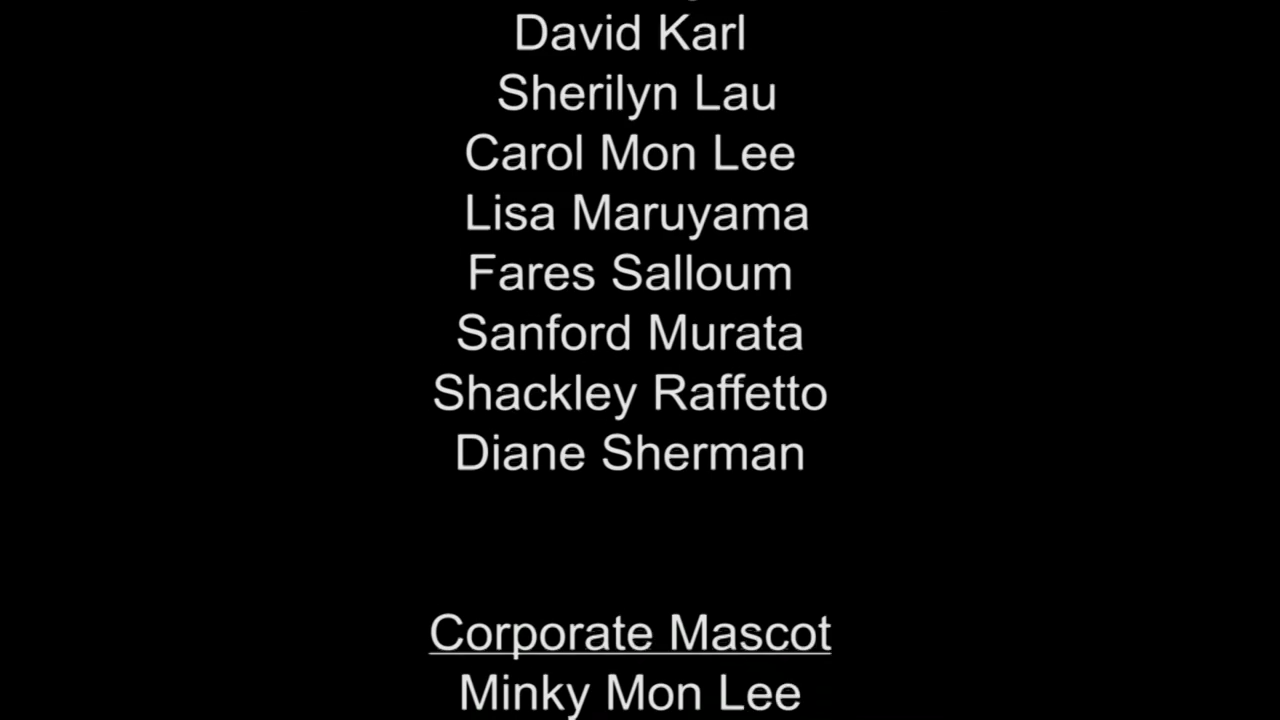 David Karl
Sherilyn Lau
Carol Mon Lee
Lisa Maruyama
Fares Salloum
Sanford Murata
Shackley Raffetto
Diane Sherman
Corporate Mascot
Minky Mon Lee